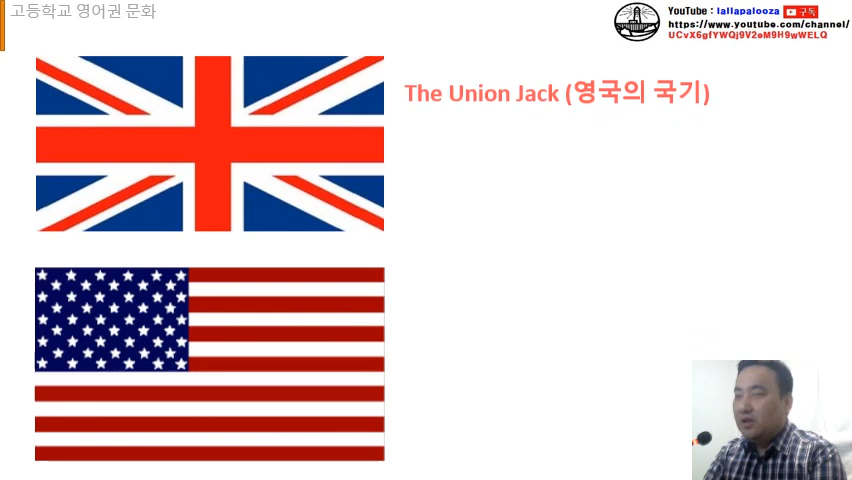 고등학교 영어권 문화
YouTube : lallapalooza 구독
https://www.youtube.com/channel/
UCvX6gfYWQj9V2eM9H9wWELQ
The Union Jack (영국의 국기)